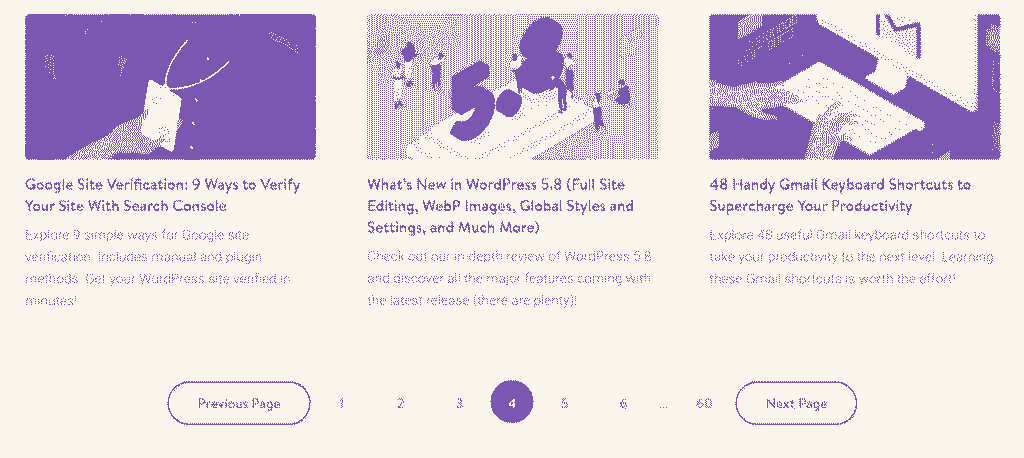 5.8
Google Site Verification: 9 Ways to Verify
Your Site With Search Console
Explore 9 simple ways for Google site
verification. Includes manual and plugin
methods. Get your WordPress site verified in
minutes!
What's New in WordPress 5.8 (Full Site
Editing, WebP Images, Global Styles and
Settings, and Much More)
Check out our in-depth review of WordPress 5.8
and discover all the major features coming with
the latest release (there are plenty)!
48 Handy Gmail Keyboard Shortcuts to
Supercharge Your Productivity
Explore 48 useful Gmail keyboard shortcuts to
take your productivity to the next level. Learning
these Gmail shortcuts is worth the effort!
Previous Page 1 2 3 4 5 6 ... 60 Next Page